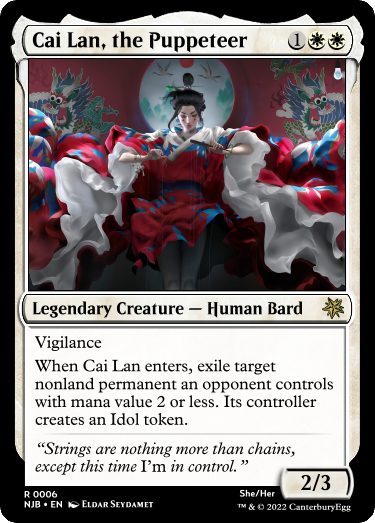 Cai Lan, the Puppeteer 1
Legendary Creature — Human Bard
Vigilance
When Cai Lan enters, exile target
nonland permanent an opponent controls
with mana value 2 or less. Its controller
creates an Idol token.
“Strings are nothing more than chains,
except this time I'm in control.”
2/3
R 0006
NJB • EN Eldar Seydamet
She/Her
™ & © 2022 CanterburyEgg